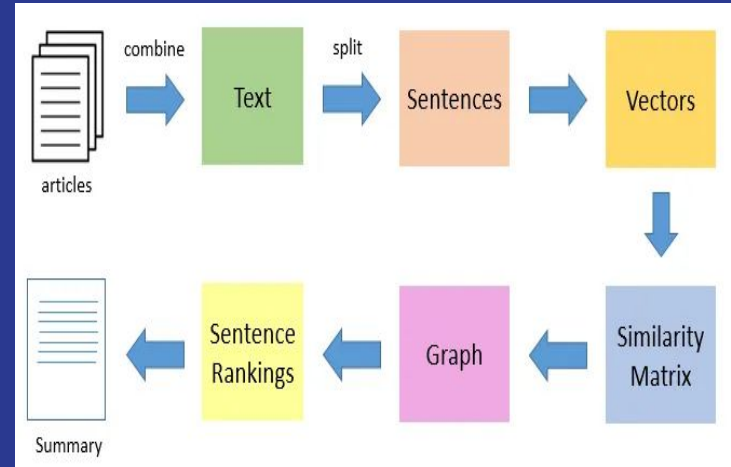 combine
split
Text
Sentences
Vectors
articles
Similarity
Matrix
Graph
Sentence
Rankings
Summary